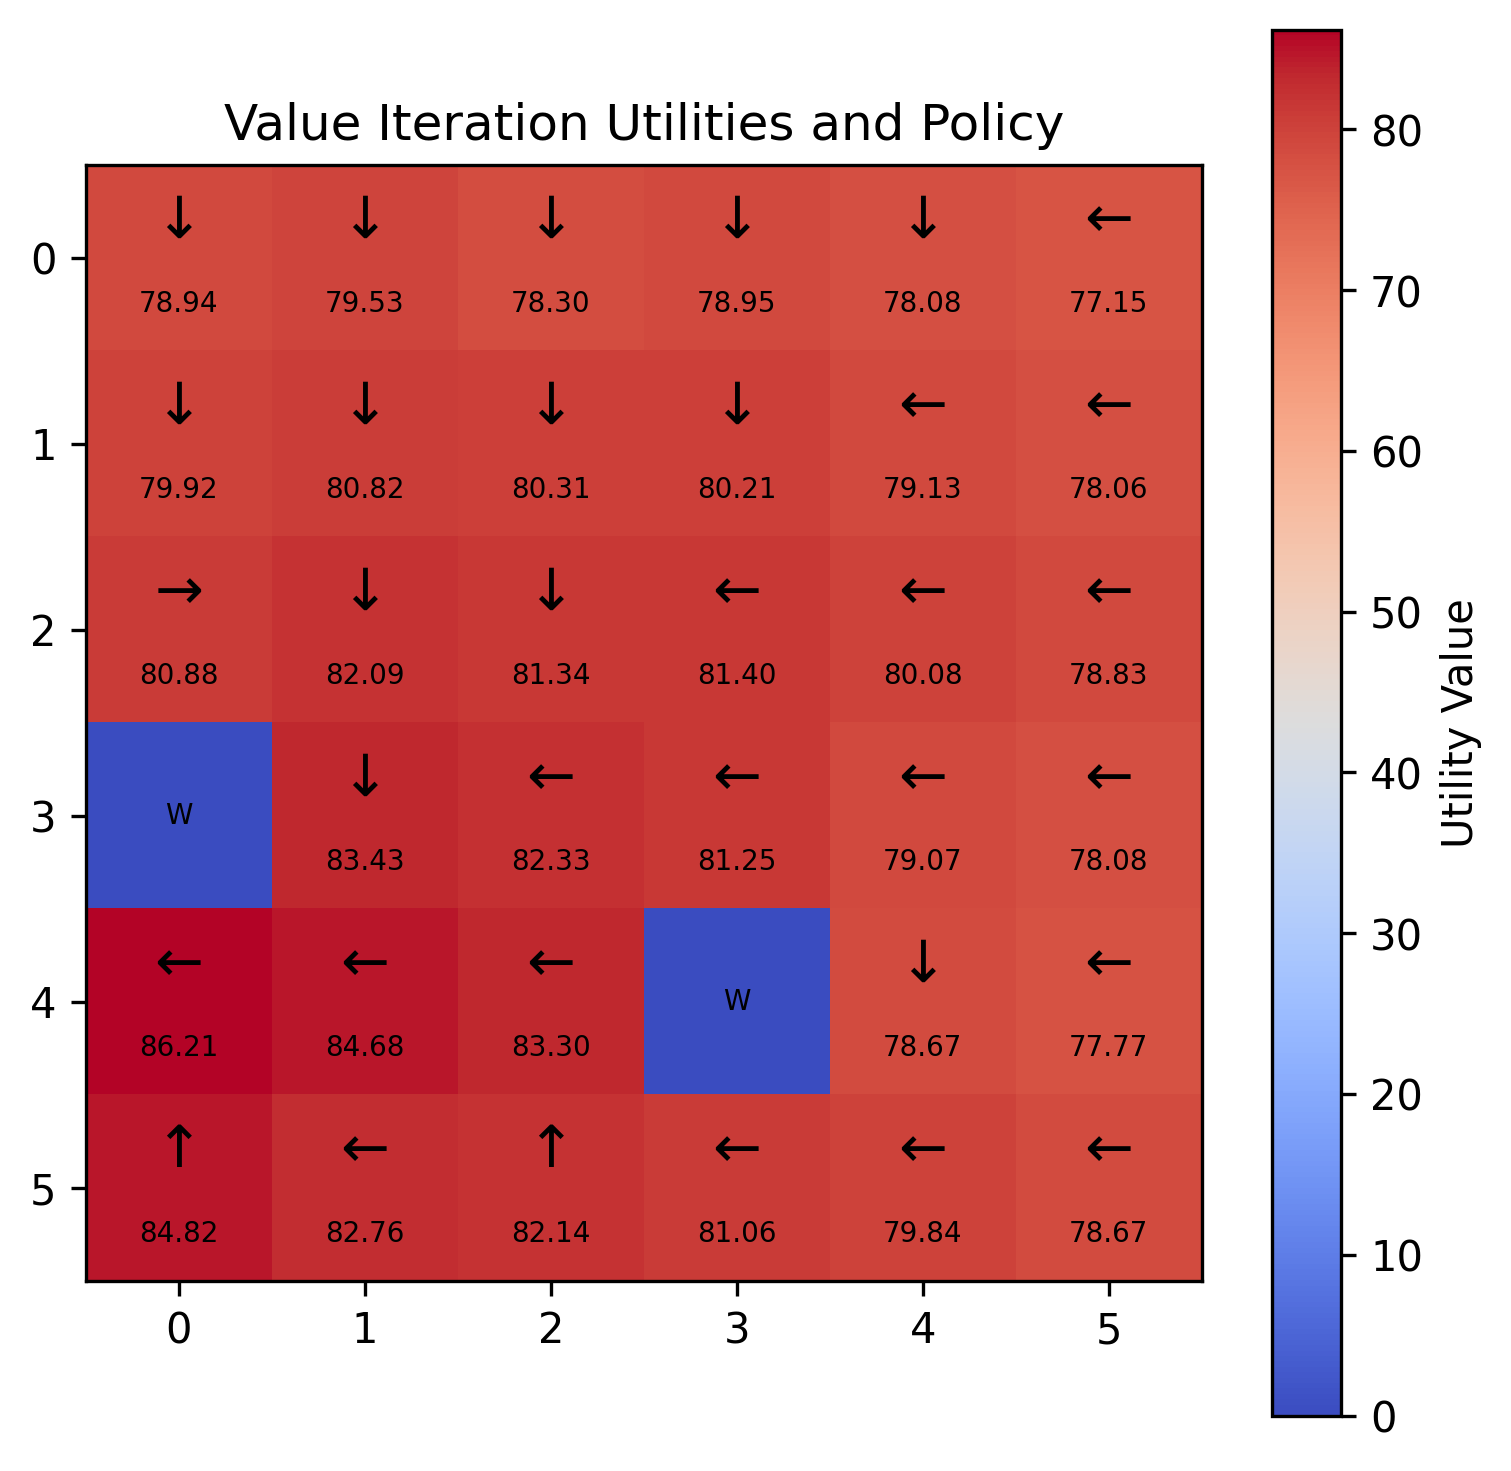 Value Iteration Utilities and Policy
↓ ↓ ↓ ↓ ↓ ←
0
78.94 79.53 78.30 78.95 78.08 77.15
↓ ↓ ↓ ↓ ← ←
1
79.92 80.82 80.31 80.21 79.13 78.06
→ ↓ ↓ ← ← ←
2
80.88 82.09 81.34 81.40 80.08 78.83
↓ ← ← ← ←
3 W
83.43 82.33 81.25 79.07 78.08
← ← ← ↓ ←
4 W
86.21 84.68 83.30 78.67 77.77
↑ ← ↑ ← ← ←
5
84.82 82.76 82.14 81.06 79.84 78.67
0 1 2 3 4 5
80
70
60
50
40
30
20
10
0
Utility Value